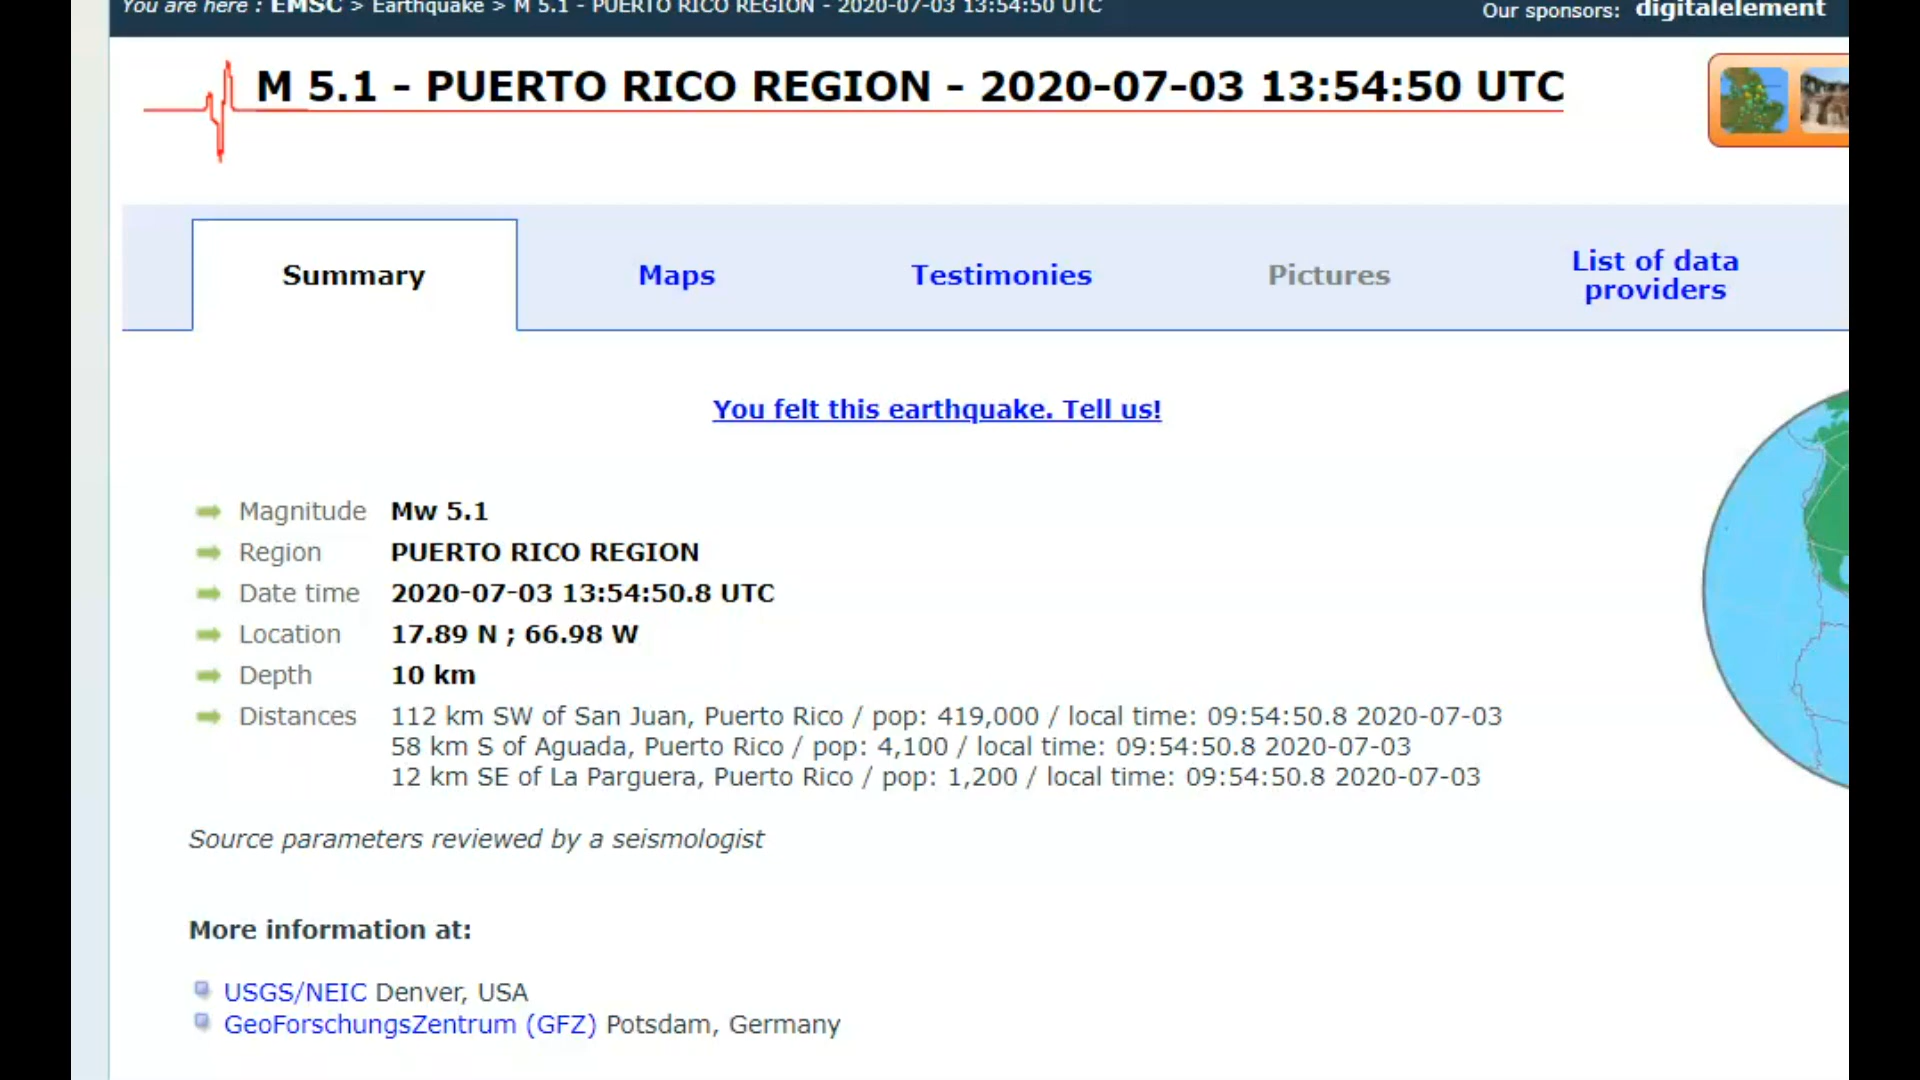 You are here : EMSC > Earthquake > M 5.1 - PUERTO RICO REGION - 2020-07-03 13:54:50 UTC
Our sponsors: digitalelement
M 5.1 - PUERTO RICO REGION - 2020-07-03 13:54:50 UTC
Summary
Maps
Testimonies
Pictures
List of data
providers
You felt this earthquake. Tell us!
Magnitude Mw 5.1
Region PUERTO RICO REGION
Date time 2020-07-03 13:54:50.8 UTC
Location 17.89 N ; 66.98 W
Depth 10 km
Distances 112 km SW of San Juan, Puerto Rico / pop: 419,000 / local time: 09:54:50.8 2020-07-03
58 km S of Aguada, Puerto Rico / pop: 4,100 / local time: 09:54:50.8 2020-07-03
12 km SE of La Parguera, Puerto Rico / pop: 1,200 / local time: 09:54:50.8 2020-07-03
Source parameters reviewed by a seismologist
More information at:
USGS/NEIC Denver, USA
GeoForschungsZentrum (GFZ) Potsdam, Germany